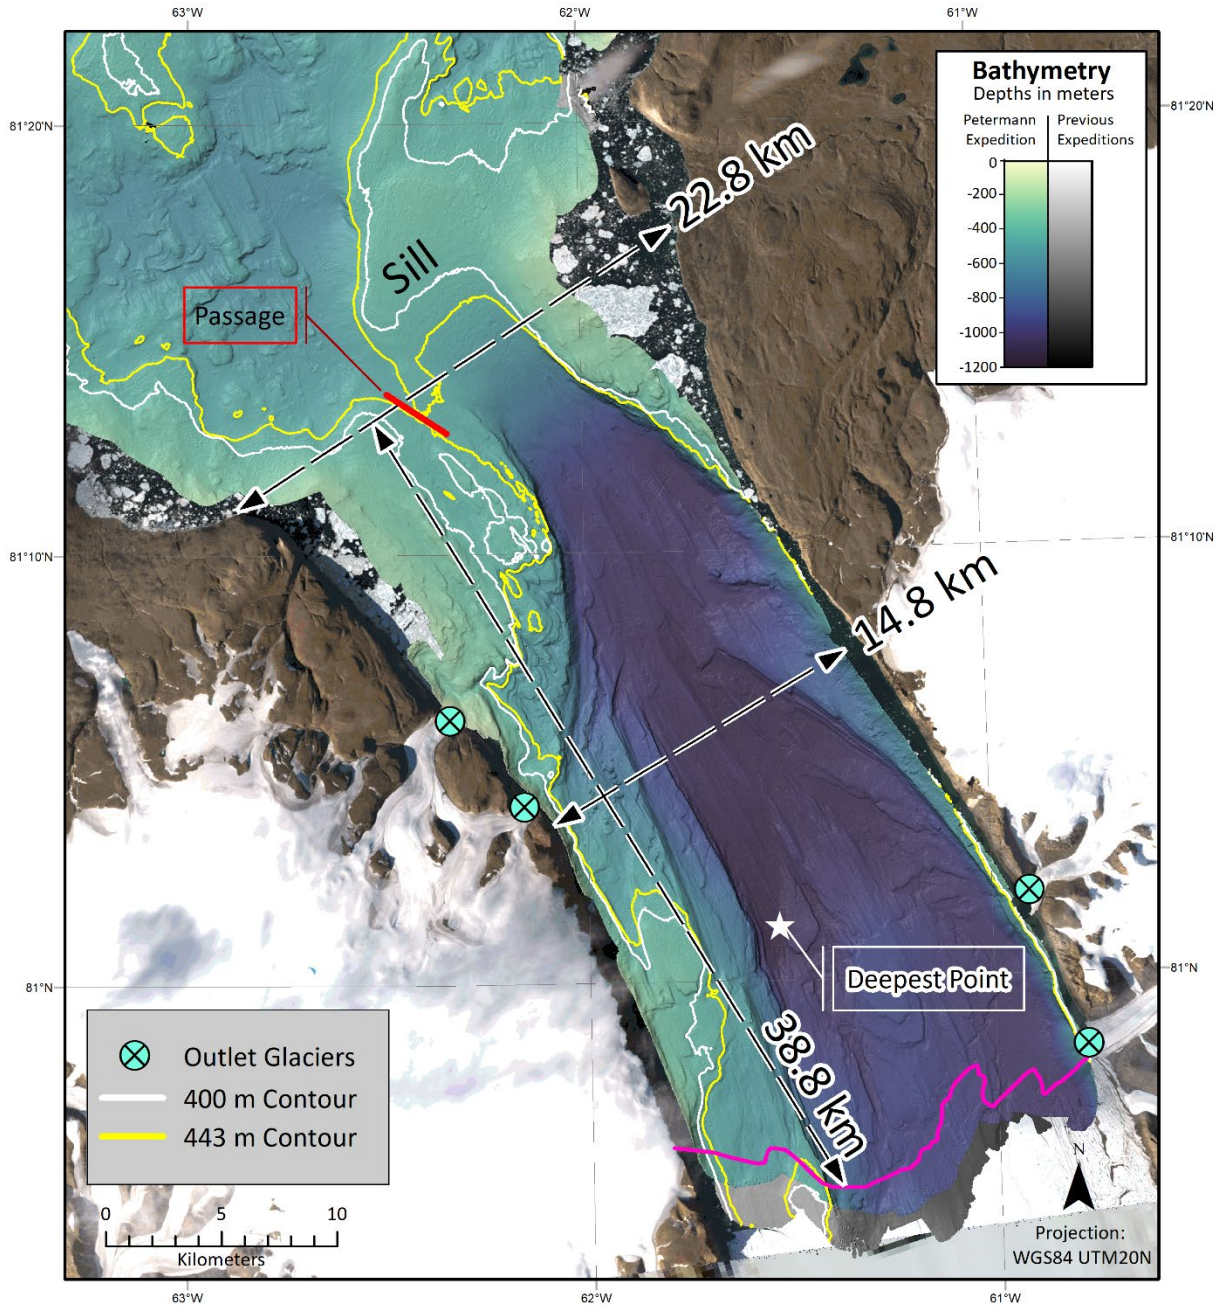 63°W
62°W
61°W
81°20'N
81°20'N
Bathymetry
Depths in meters
Petermann Expedition
Previous Expeditions
0
-200
-400
-600
-800
-1000
-1200
22.8 km
Sill
Passage
81°10'N
81°10'N
14.8 km
Deepest Point
81°N
81°N
38.8 km
Outlet Glaciers
400 m Contour
443 m Contour
0
5
10
Kilometers
N
Projection:
WGS84 UTM20N
63°W
62°W
61°W